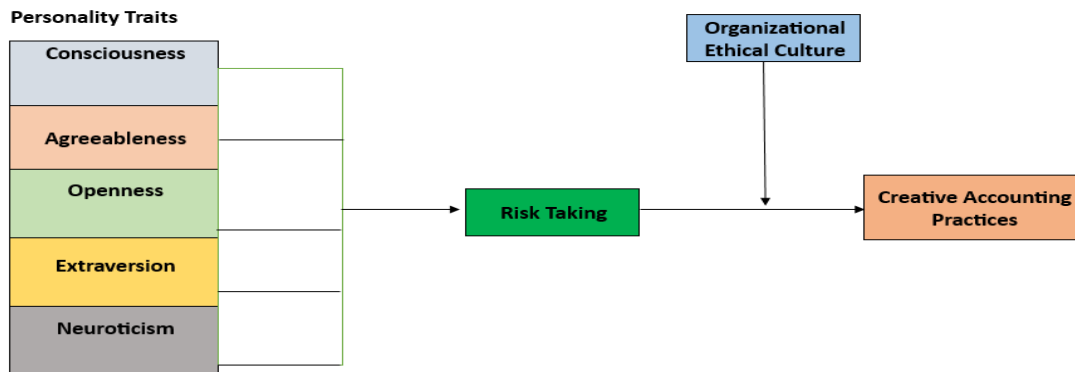 Personality Traits
Consciousness
Agreeableness
Openness
Extraversion
Neuroticism
Risk Taking
Organizational
Ethical Culture
Creative Accounting
Practices